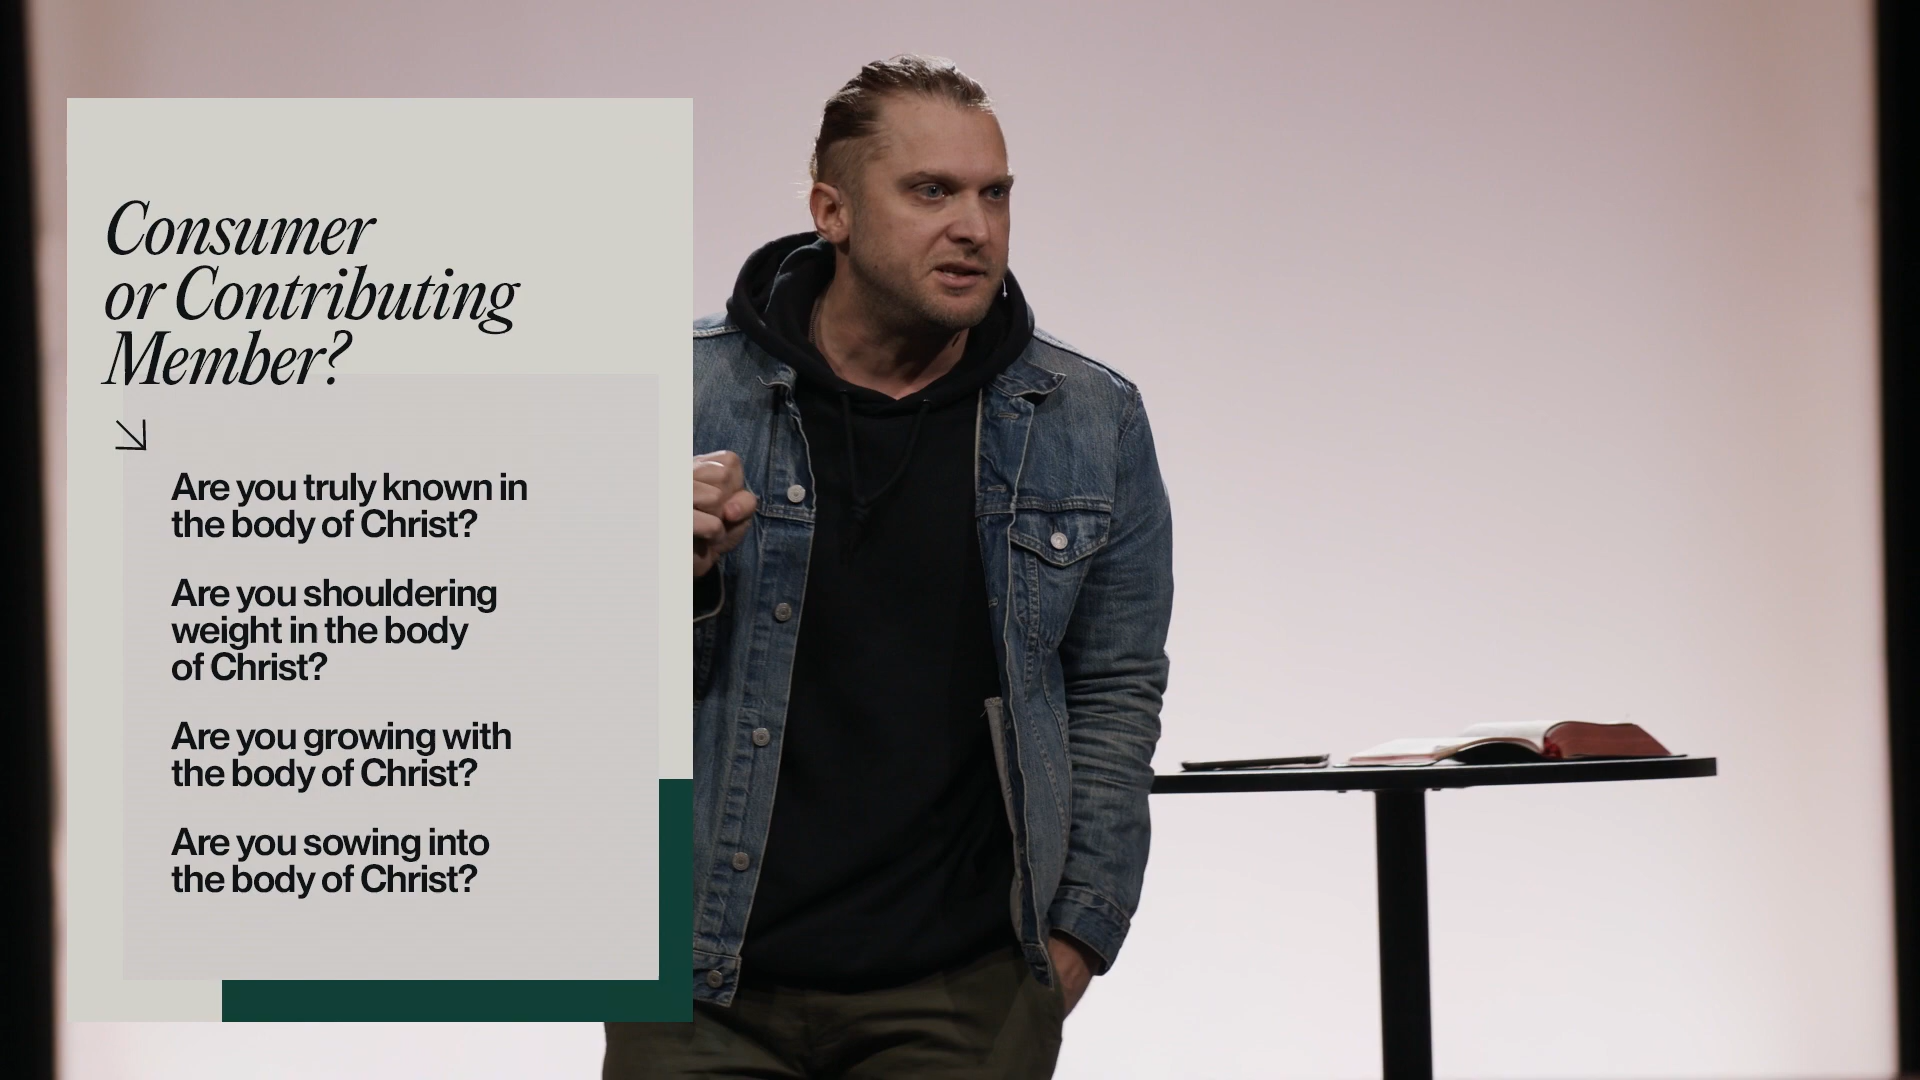 Consumer
or Contributing
Member?
Are you truly known in
the body of Christ?
Are you shouldering
weight in the body
of Christ?
Are you growing with
the body of Christ?
Are you sowing into
the body of Christ?